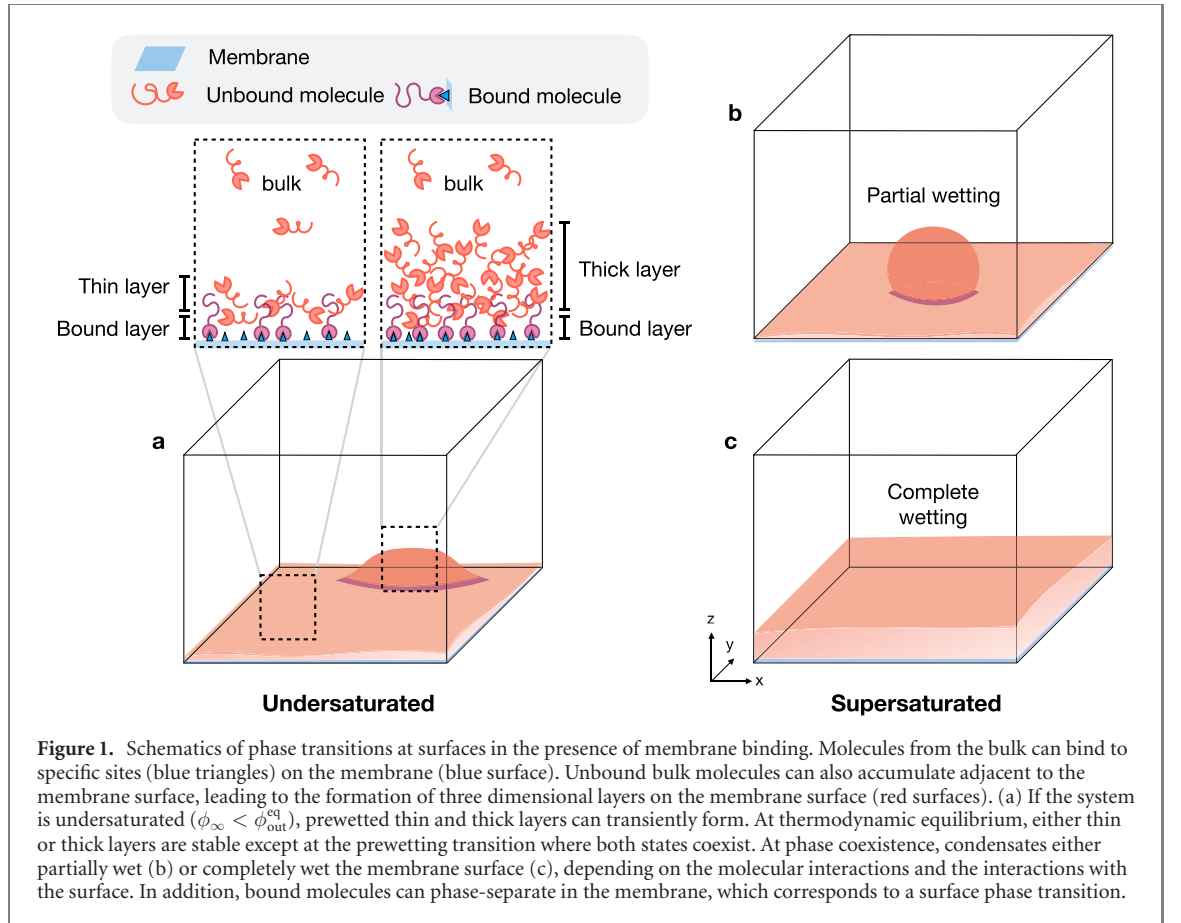 Membrane
Unbound molecule
Bound molecule
bulk
bulk
Thin layer
Bound layer
Thick layer
Bound layer
a
Undersaturated
b
Partial wetting
c
Complete
wetting
z
y
x
Supersaturated
Figure 1. Schematics of phase transitions at surfaces in the presence of membrane binding. Molecules from the bulk can bind to
specific sites (blue triangles) on the membrane (blue surface). Unbound bulk molecules can also accumulate adjacent to the
membrane surface, leading to the formation of three dimensional layers on the membrane surface (red surfaces). (a) If the system
is undersaturated (ϕ∞ < ϕ^eq_out), prewetted thin and thick layers can transiently form. At thermodynamic equilibrium, either thin
or thick layers are stable except at the prewetting transition where both states coexist. At phase coexistence, condensates either
partially wet (b) or completely wet the membrane surface (c), depending on the molecular interactions and the interactions with
the surface. In addition, bound molecules can phase-separate in the membrane, which corresponds to a surface phase transition.